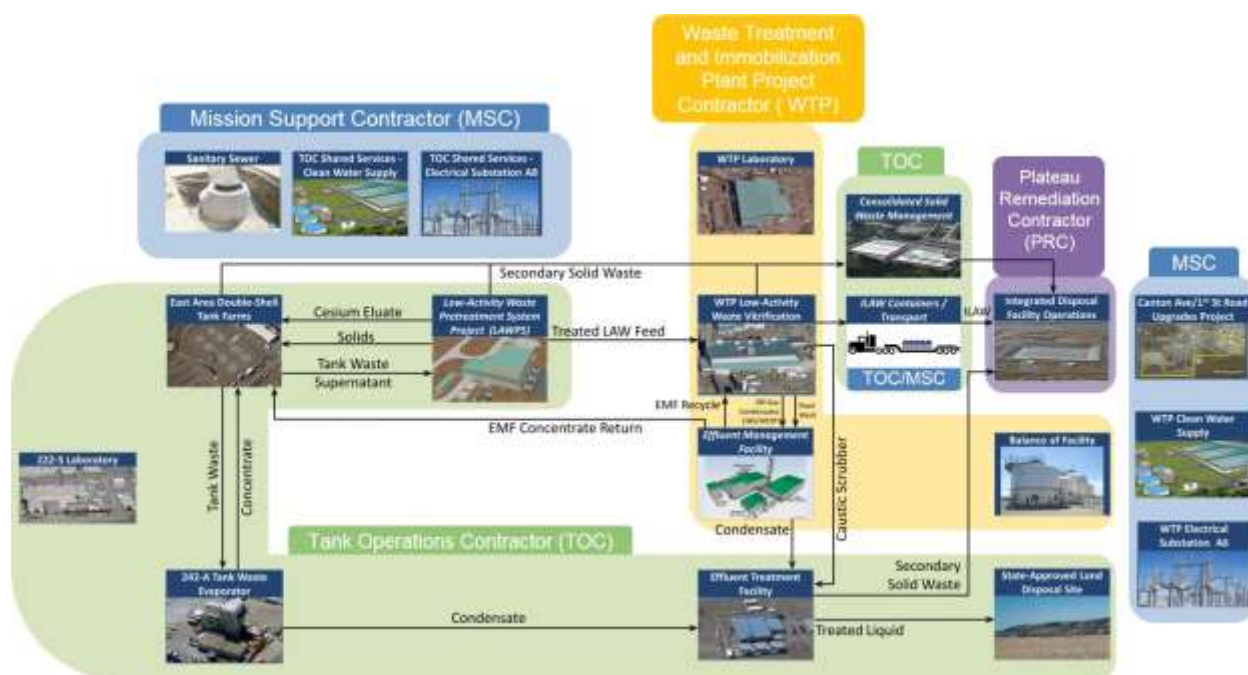 Waste Treatment
and Immobilization
Plant Project
Contractor ( WTP)
Mission Support Contractor (MSC)
Sanitary Sewer
TOC Shared Services -
Clean Water Supply
TOC Shared Services -
Electrical Substation A8
WTP Laboratory
TOC
Consolidated Solid
Waste Management
Plateau
Remediation
Contractor
(PRC)
MSC
Secondary Solid Waste
East Area Double-Shell
Tank Farms
Cesium Eluate
Solids
Tank Waste
Supernatant
Low-Activity Waste
Pretreatment System
Project (LAWPS)
Treated LAW Feed
WTP Low-Activity
Waste Vitrification
ILAW Containers /
Transport
TOC/MSC
ILAW
Integrated Disposal
Facility Operations
Canton Ave/1st St Road
Upgrades Project
EMF Recycle
EMF Concentrate Return
Effluent Management
Facility
Caustic Scrubber
Balance of Facility
WTP Clean Water
Supply
222-S Laboratory
Tank Waste
Concentrate
Condensate
Tank Operations Contractor (TOC)
WTP Electrical
Substation A8
242-A Tank Waste
Evaporator
Condensate
Effluent Treatment
Facility
Secondary
Solid Waste
Treated Liquid
State-Approved Land
Disposal Site